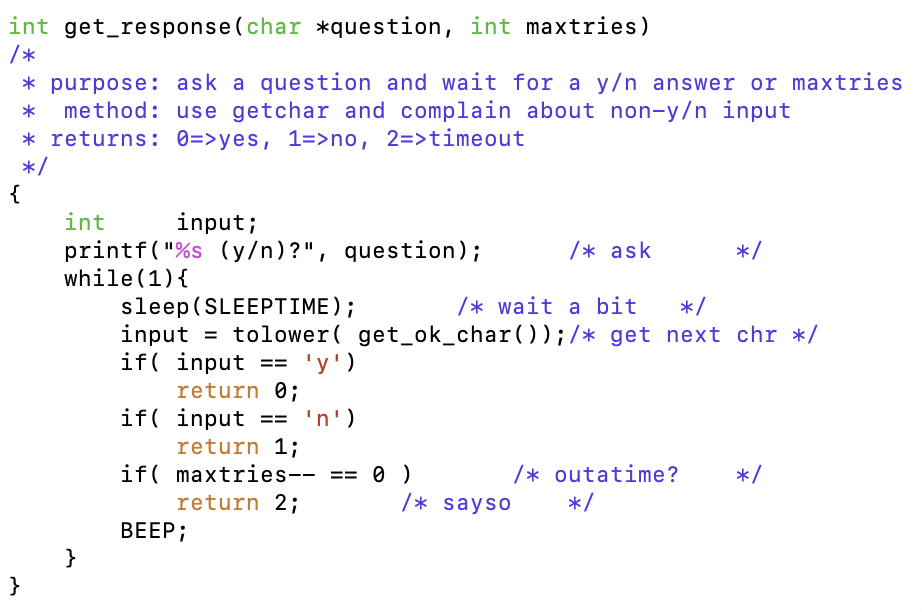 int get_response(char *question, int maxtries)
/*
 * purpose: ask a question and wait for a y/n answer or maxtries
 *  method: use getchar and complain about non-y/n input
 * returns: 0=>yes, 1=>no, 2=>timeout
 */
{
    int     input;
    printf("%s (y/n)?", question);      /* ask      */
    while(1){
        sleep(SLEEPTIME);       /* wait a bit   */
        input = tolower( get_ok_char());/* get next chr */
        if( input == 'y')
            return 0;
        if( input == 'n')
            return 1;
        if( maxtries-- == 0 )       /* outatime?    */
            return 2;       /* sayso    */
        BEEP;
    }
}